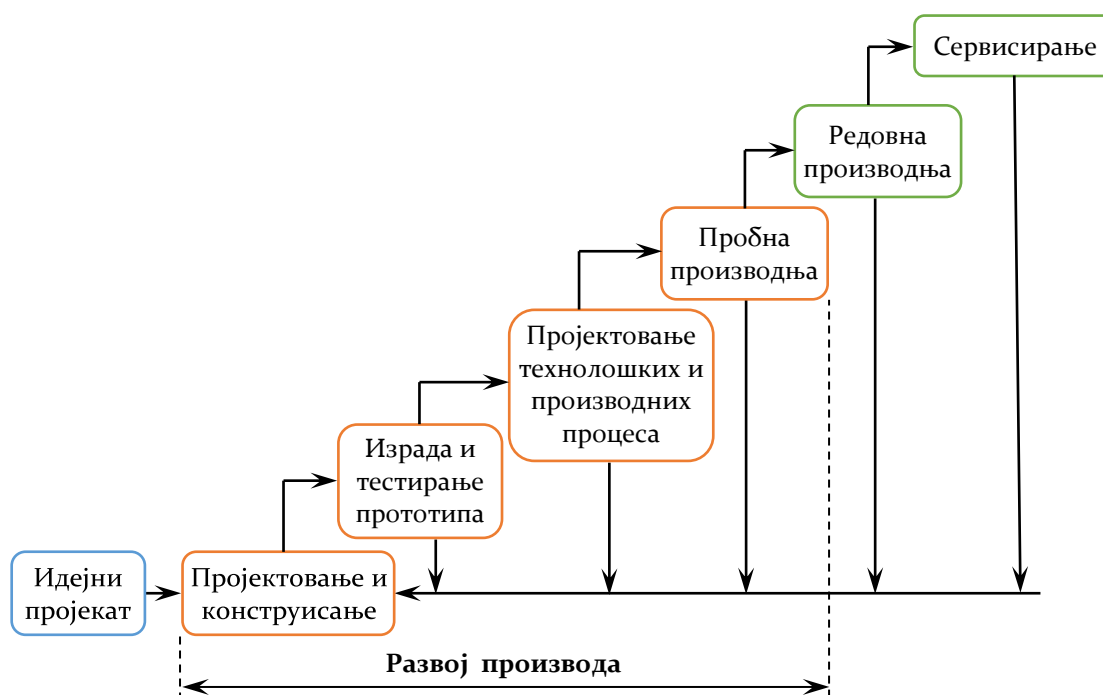 Сервисирање
Редовна
производња
Пробна
производња
Пројектовање
технолошких и
производних
процеса
Израда и
тестирање
прототипа
Идејни
пројекат
Пројектовање и
конструисање
Развој производа